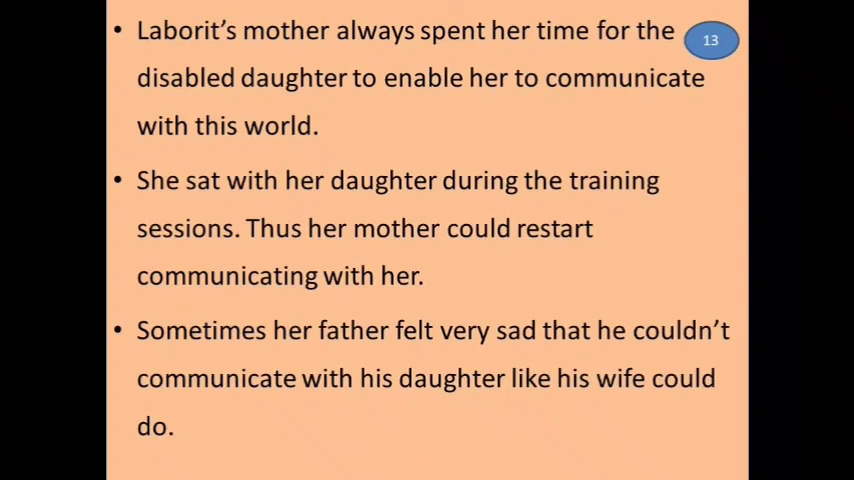 • Laborit's mother always spent her time for the
13
disabled daughter to enable her to communicate
with this world.
• She sat with her daughter during the training
sessions. Thus her mother could restart
communicating with her.
• Sometimes her father felt very sad that he couldn't
communicate with his daughter like his wife could
do.